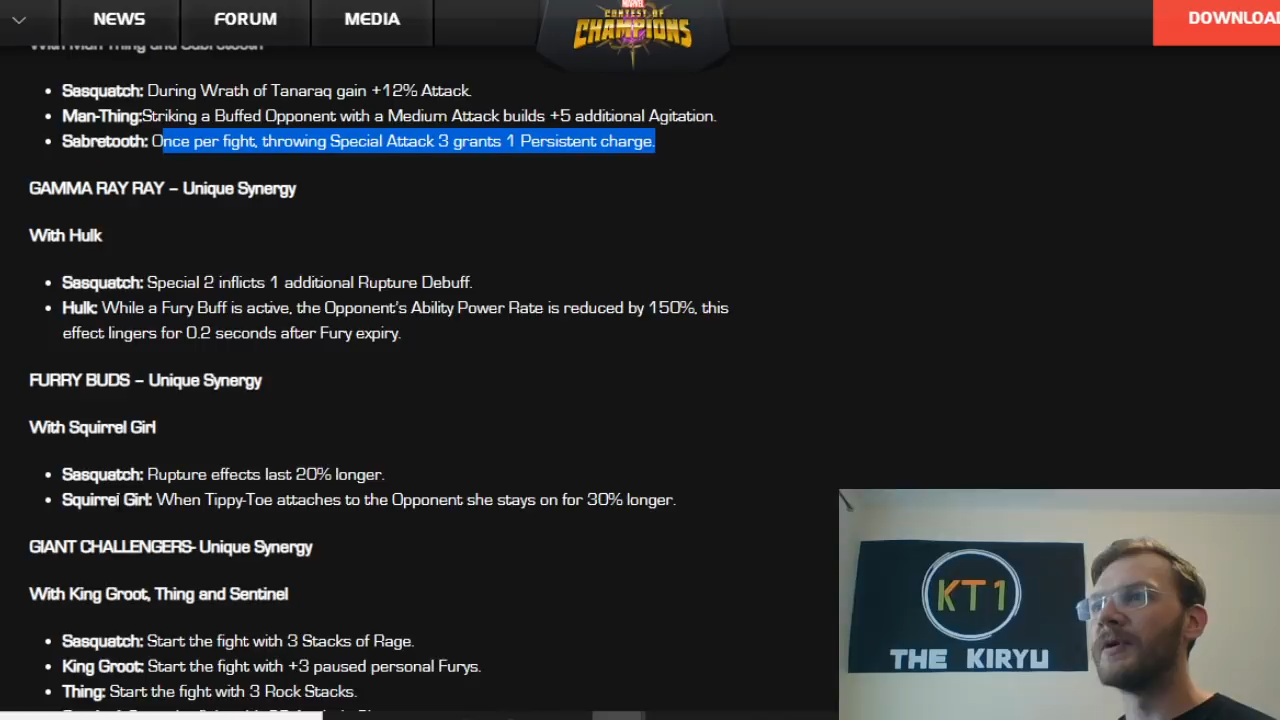 NEWS
FORUM
MEDIA
MARVEL
CONTEST OF
CHAMPIONS
DOWNLOA
With Man-Thing and Sabretooth
Sasquatch: During Wrath of Tanaraq gain +12% Attack.
Man-Thing:Striking a Buffed Opponent with a Medium Attack builds +5 additional Agitation.
Sabretooth: Once per fight, throwing Special Attack 3 grants 1 Persistent charge.
GAMMA RAY RAY – Unique Synergy
With Hulk
Sasquatch: Special 2 inflicts 1 additional Rupture Debuff.
Hulk: While a Fury Buff is active, the Opponent's Ability Power Rate is reduced by 150%, this
effect lingers for 0.2 seconds after Fury expiry.
FURRY BUDS – Unique Synergy
With Squirrel Girl
Sasquatch: Rupture effects last 20% longer.
Squirrel Girl: When Tippy-Toe attaches to the Opponent she stays on for 30% longer.
GIANT CHALLENGERS- Unique Synergy
With King Groot, Thing and Sentinel
Sasquatch: Start the fight with 3 Stacks of Rage.
King Groot: Start the fight with +3 paused personal Furys.
Thing: Start the fight with 3 Rock Stacks.
KT1
THE KIRYU